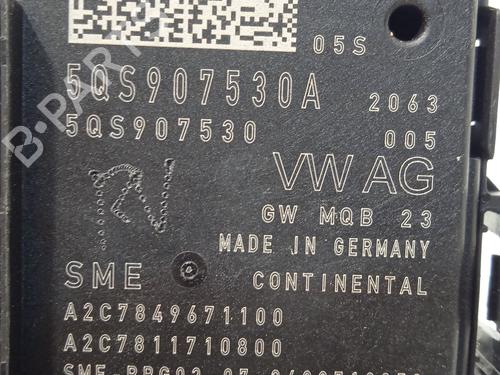 05S
5QS907530A 2063
5QS907530 005
VW AG
GW MQB 23
MADE IN GERMANY
SME CONTINENTAL
A2C7849671100
A2C7811710800
B-PARTS